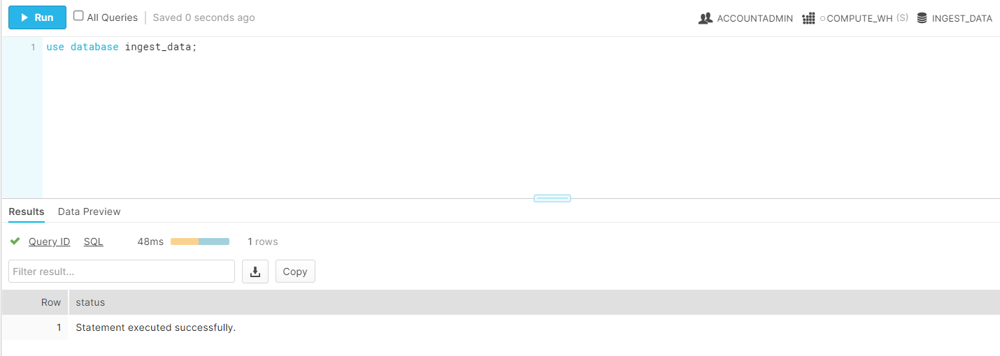 Run All Queries Saved 0 seconds ago ACCOUNTADMIN COMPUTE_WH (S) INGEST_DATA
1 use database ingest_data;
Results Data Preview
Query ID SQL 48ms 1 rows
Filter result... Copy
Row status
1 Statement executed successfully.